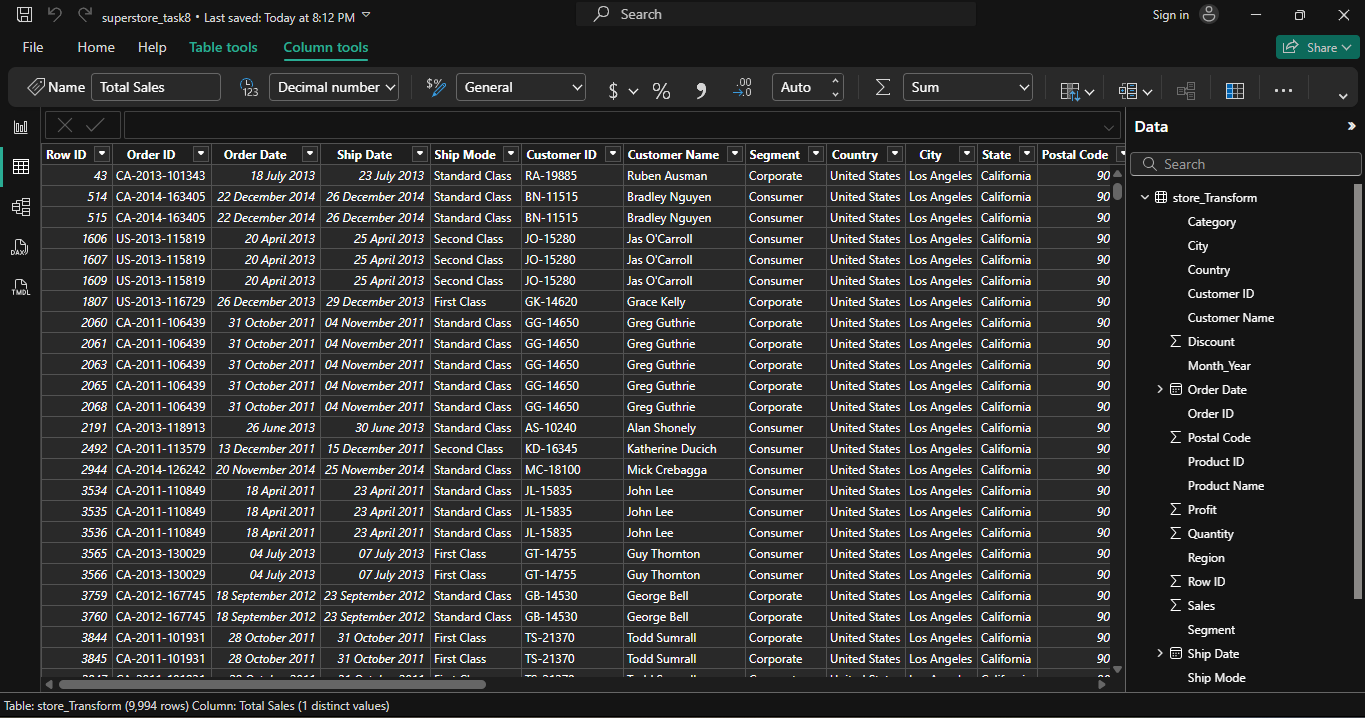 superstore_task8 • Last saved: Today at 8:12 PM
Search
Sign in
File Home Help Table tools Column tools
Share
Name Total Sales
123 Decimal number
$% General
$ % , .00 →.0 Auto
Σ Sum
Data
Search
Row ID Order ID Order Date Ship Date Ship Mode Customer ID Customer Name Segment Country City State Postal Code
43 CA-2013-101343 18 July 2013 23 July 2013 Standard Class RA-19885 Ruben Ausman Corporate United States Los Angeles California 90
514 CA-2014-163405 22 December 2014 26 December 2014 Standard Class BN-11515 Bradley Nguyen Consumer United States Los Angeles California 90
515 CA-2014-163405 22 December 2014 26 December 2014 Standard Class BN-11515 Bradley Nguyen Consumer United States Los Angeles California 90
1606 US-2013-115819 20 April 2013 25 April 2013 Second Class JO-15280 Jas O'Carroll Consumer United States Los Angeles California 90
1607 US-2013-115819 20 April 2013 25 April 2013 Second Class JO-15280 Jas O'Carroll Consumer United States Los Angeles California 90
1609 US-2013-115819 20 April 2013 25 April 2013 Second Class JO-15280 Jas O'Carroll Consumer United States Los Angeles California 90
1807 US-2013-116729 26 December 2013 29 December 2013 First Class GK-14620 Grace Kelly Corporate United States Los Angeles California 90
2060 CA-2011-106439 31 October 2011 04 November 2011 Standard Class GG-14650 Greg Guthrie Corporate United States Los Angeles California 90
2061 CA-2011-106439 31 October 2011 04 November 2011 Standard Class GG-14650 Greg Guthrie Corporate United States Los Angeles California 90
2063 CA-2011-106439 31 October 2011 04 November 2011 Standard Class GG-14650 Greg Guthrie Corporate United States Los Angeles California 90
2065 CA-2011-106439 31 October 2011 04 November 2011 Standard Class GG-14650 Greg Guthrie Corporate United States Los Angeles California 90
2068 CA-2011-106439 31 October 2011 04 November 2011 Standard Class GG-14650 Greg Guthrie Corporate United States Los Angeles California 90
2191 CA-2013-118913 26 June 2013 30 June 2013 Standard Class AS-10240 Alan Shonely Consumer United States Los Angeles California 90
2492 CA-2011-113579 13 December 2011 15 December 2011 Second Class KD-16345 Katherine Ducich Consumer United States Los Angeles California 90
2944 CA-2014-126242 20 November 2014 25 November 2014 Standard Class MC-18100 Mick Crebagga Consumer United States Los Angeles California 90
3534 CA-2011-110849 18 April 2011 23 April 2011 Standard Class JL-15835 John Lee Consumer United States Los Angeles California 90
3535 CA-2011-110849 18 April 2011 23 April 2011 Standard Class JL-15835 John Lee Consumer United States Los Angeles California 90
3536 CA-2011-110849 18 April 2011 23 April 2011 Standard Class JL-15835 John Lee Consumer United States Los Angeles California 90
3565 CA-2013-130029 04 July 2013 07 July 2013 First Class GT-14755 Guy Thornton Consumer United States Los Angeles California 90
3566 CA-2013-130029 04 July 2013 07 July 2013 First Class GT-14755 Guy Thornton Consumer United States Los Angeles California 90
3759 CA-2012-167745 18 September 2012 23 September 2012 Standard Class GB-14530 George Bell Corporate United States Los Angeles California 90
3760 CA-2012-167745 18 September 2012 23 September 2012 Standard Class GB-14530 George Bell Corporate United States Los Angeles California 90
3844 CA-2011-101931 28 October 2011 31 October 2011 First Class TS-21370 Todd Sumrall Corporate United States Los Angeles California 90
3845 CA-2011-101931 28 October 2011 31 October 2011 First Class TS-21370 Todd Sumrall Corporate United States Los Angeles California 90
DAX
TMDL
store_Transform
Category
City
Country
Customer ID
Customer Name
Σ Discount
Month_Year
Order Date
Order ID
Σ Postal Code
Product ID
Product Name
Σ Profit
Σ Quantity
Region
Σ Row ID
Σ Sales
Segment
Ship Date
Ship Mode
Table: store_Transform (9,994 rows) Column: Total Sales (1 distinct values)